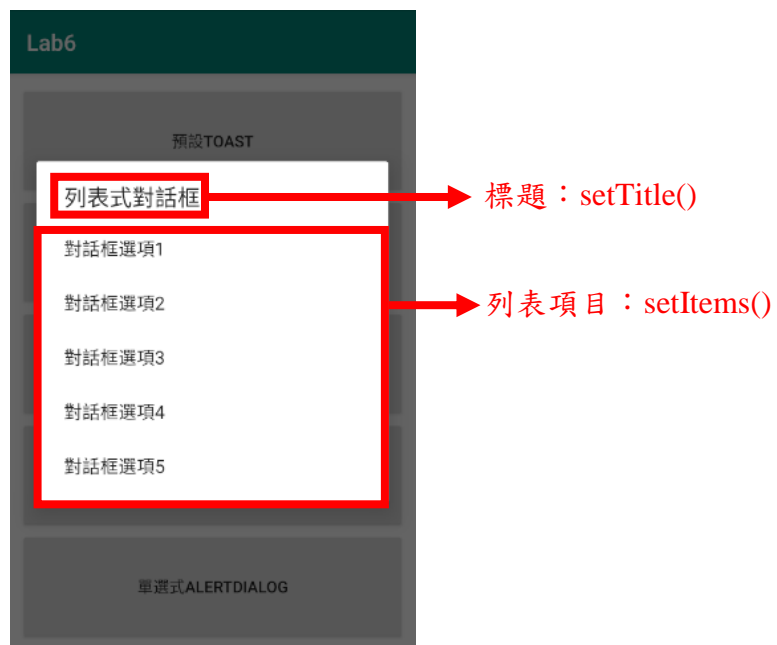 Lab6
預設TOAST
列表式對話框
標題：setTitle()
對話框選項1
對話框選項2
列表項目：setItems()
對話框選項3
對話框選項4
對話框選項5
單選式ALERTDIALOG